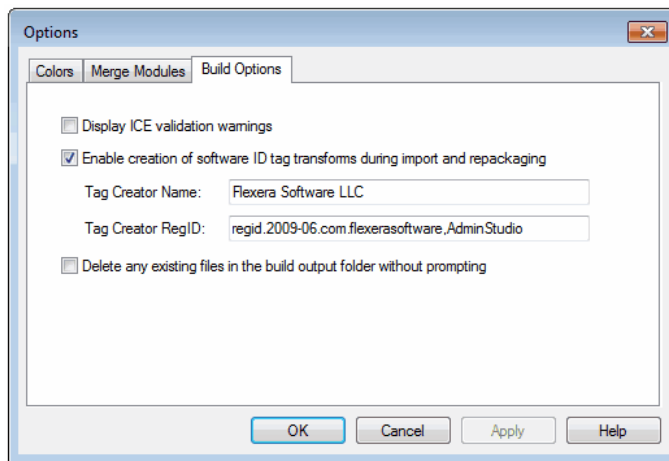 Options
Colors Merge Modules Build Options
Display ICE validation warnings
Enable creation of software ID tag transforms during import and repackaging
Tag Creator Name: Flexera Software LLC
Tag Creator RegID: regid.2009-06.com.flexerasoftware,AdminStudio
Delete any existing files in the build output folder without prompting
OK Cancel Apply Help